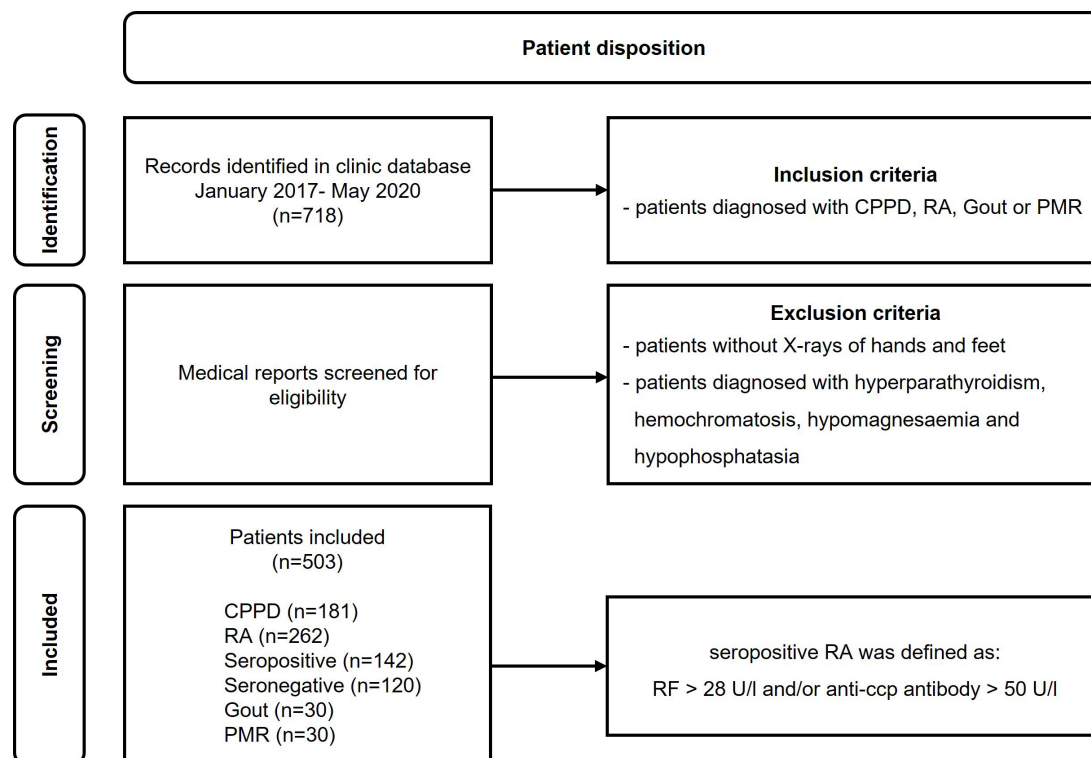 Patient disposition
Identification
Records identified in clinic database
January 2017- May 2020
(n=718)
Inclusion criteria
- patients diagnosed with CPPD, RA, Gout or PMR
Screening
Medical reports screened for
eligibility
Exclusion criteria
- patients without X-rays of hands and feet
- patients diagnosed with hyperparathyroidism,
hemochromatosis, hypomagnesaemia and
hypophosphatasia
Included
Patients included
(n=503)
CPPD (n=181)
RA (n=262)
Seropositive (n=142)
Seronegative (n=120)
Gout (n=30)
PMR (n=30)
seropositive RA was defined as:
RF > 28 U/l and/or anti-ccp antibody > 50 U/l